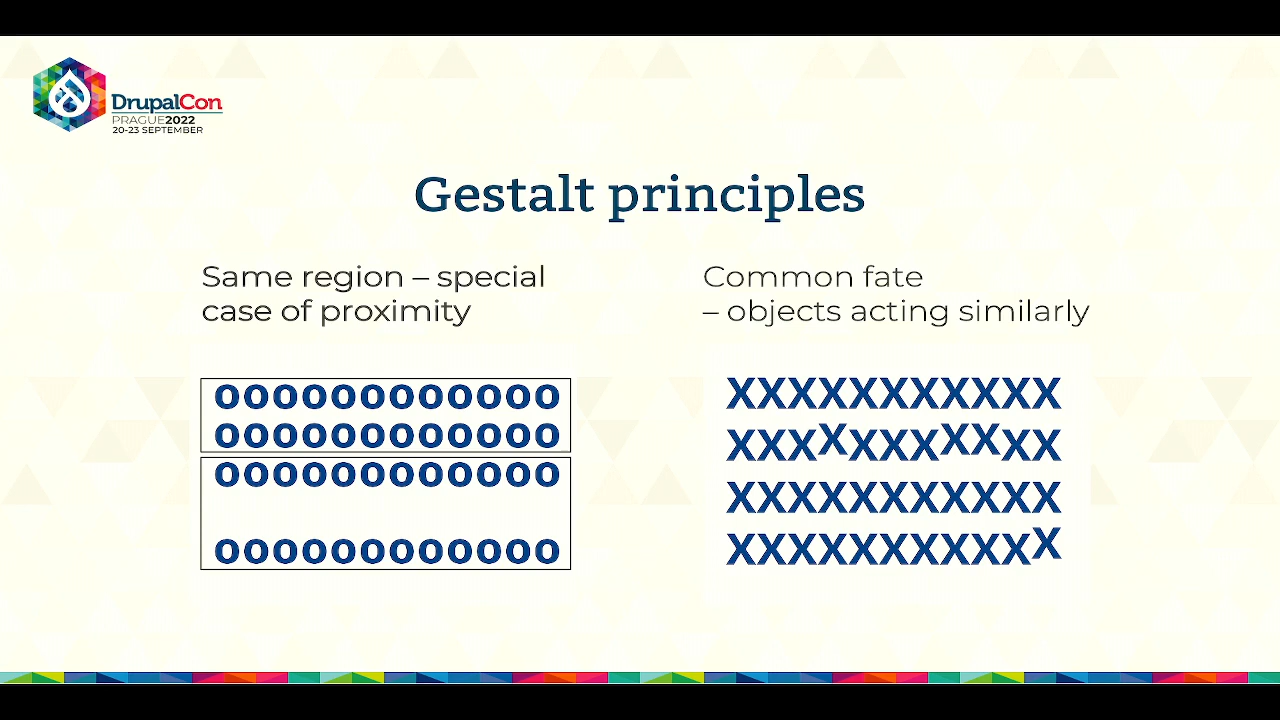 DrupalCon
PRAGUE2022
20-23 SEPTEMBER
Gestalt principles
Same region – special
case of proximity
oooooooooooo
oooooooooooo
oooooooooooo
oooooooooooo
Common fate
– objects acting similarly
XXXXXXXXXXX
XXXXXXXXXXX
XXXXXXXXXXX
XXXXXXXXXXX